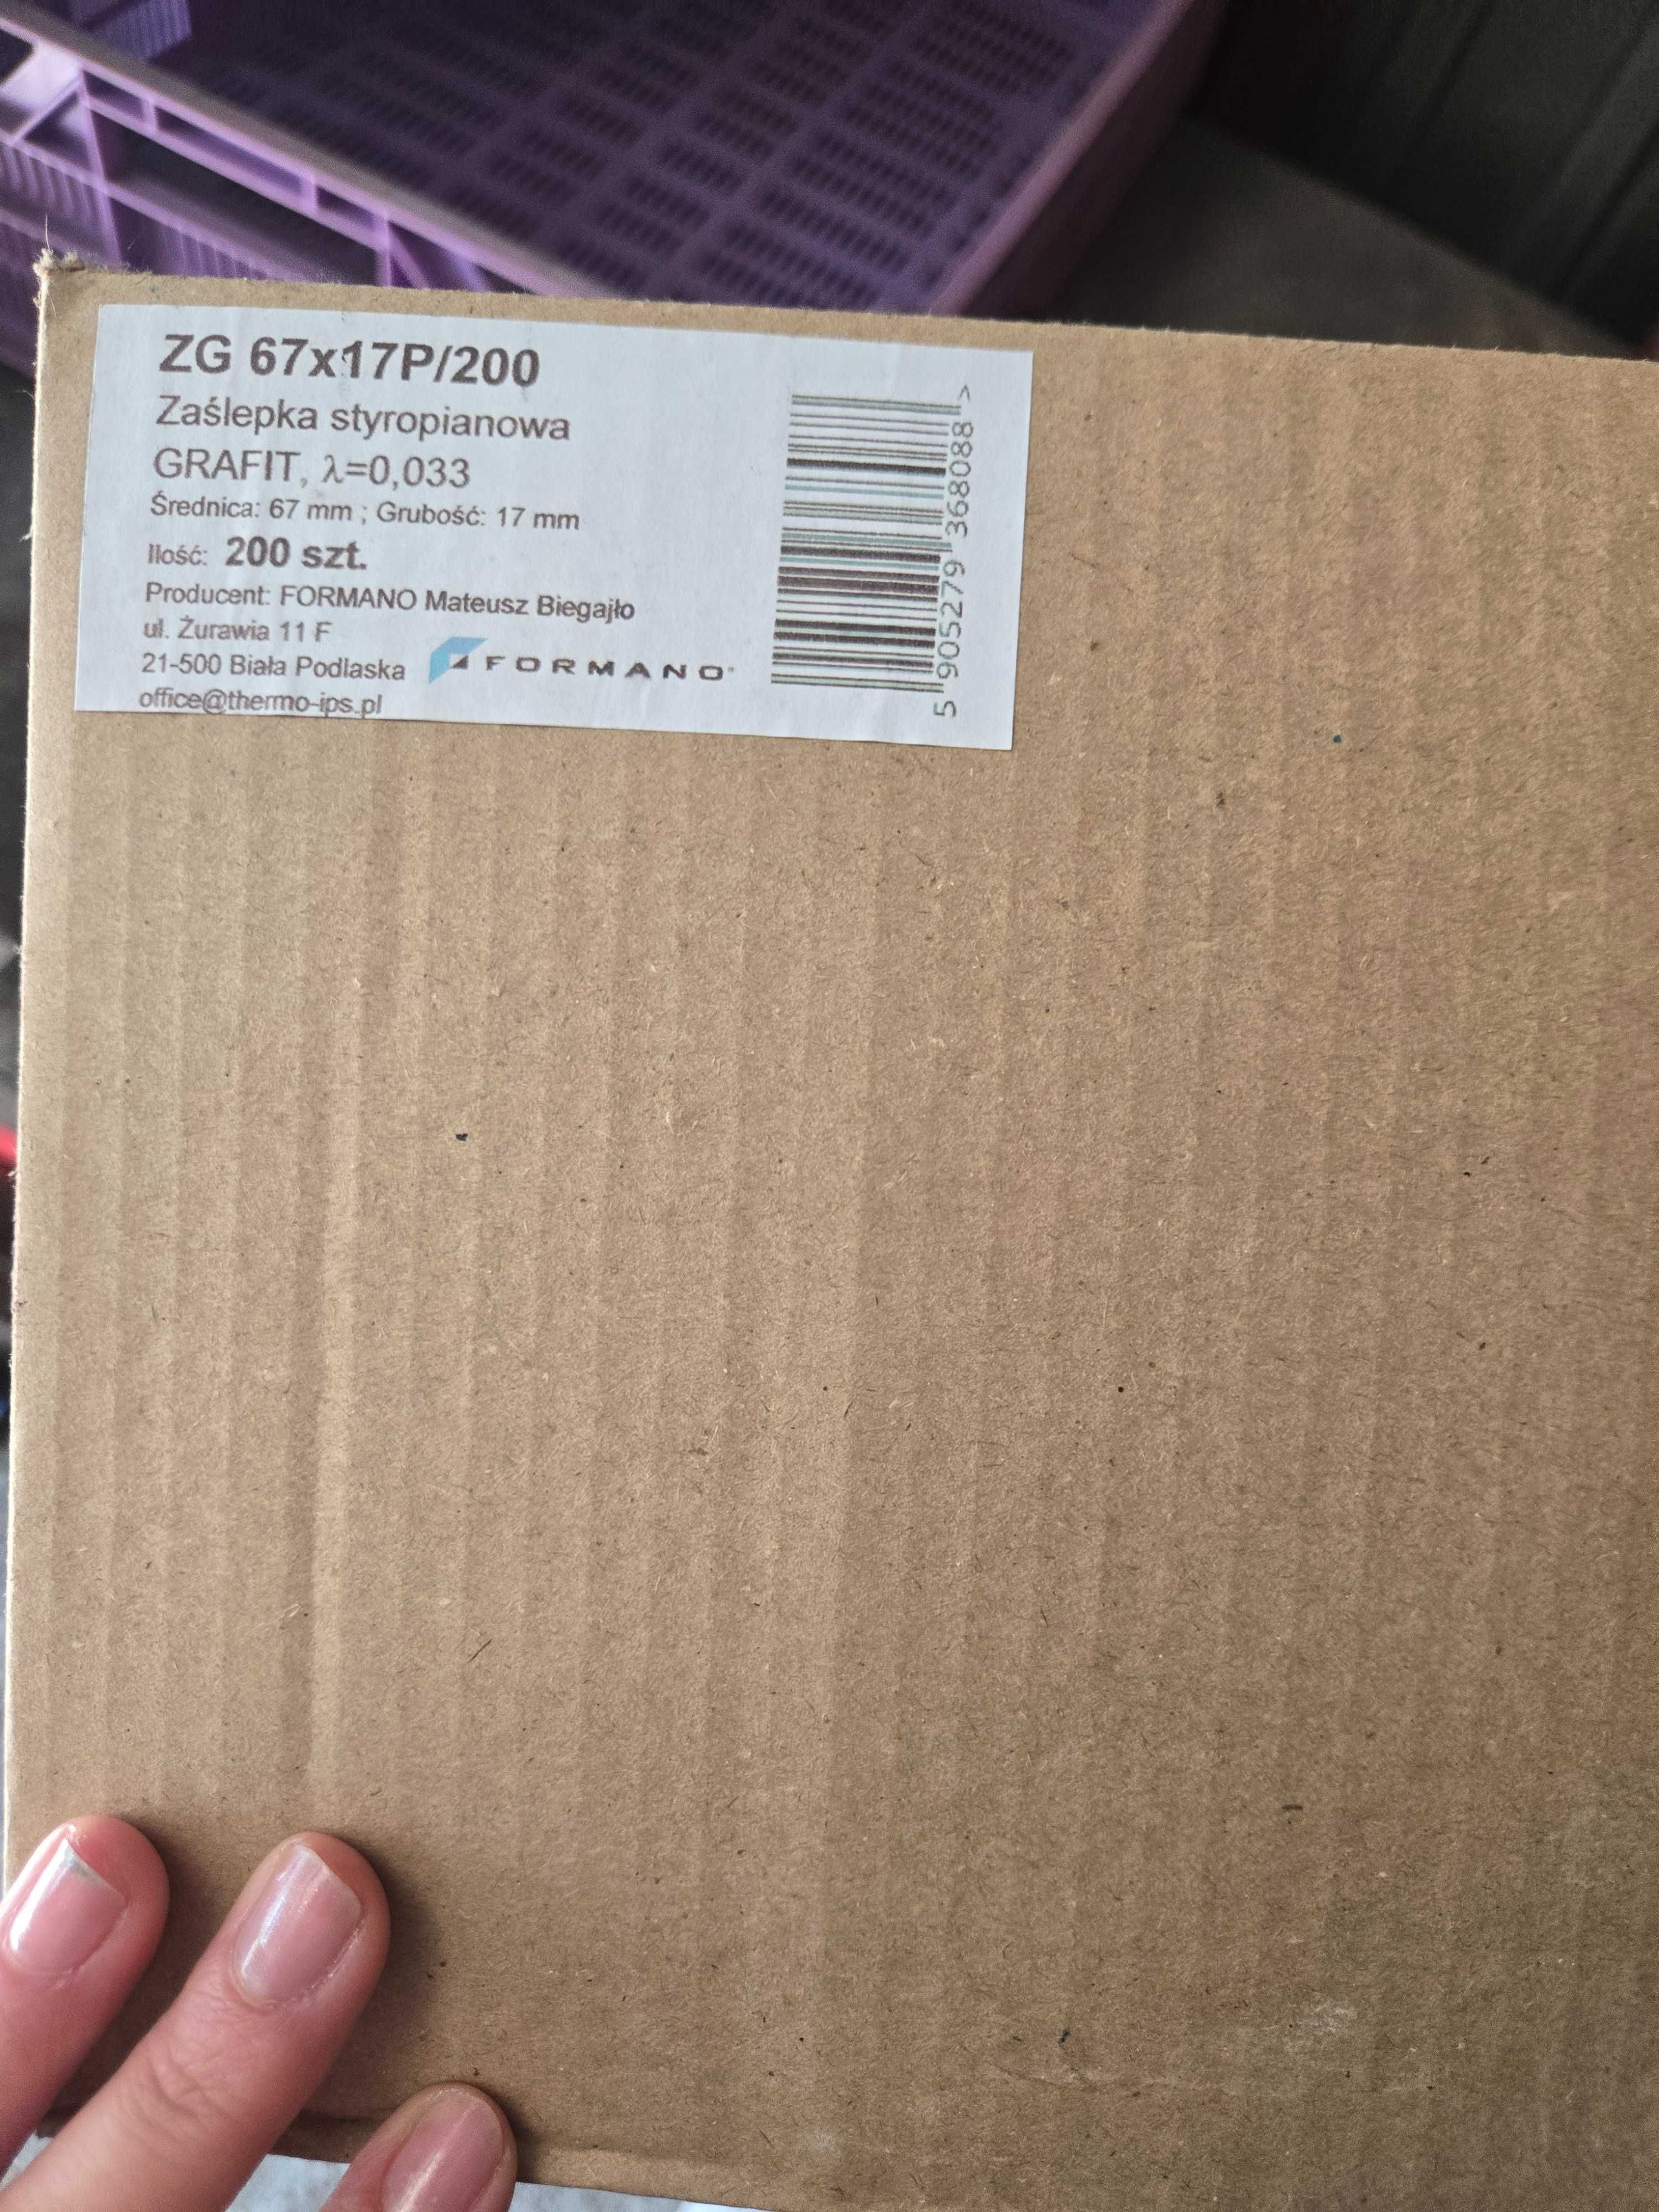 ZG 67x17P/200
Zaślepka styropianowa
GRAFIT, λ=0,033
Średnica: 67 mm ; Grubość: 17 mm
Ilość: 200 szt.
Producent: FORMANO Mateusz Biegajło
ul. Żurawia 11 F
21-500 Biała Podlaska
office@thermo-ips.pl
FORMANO
5 905279 368088 >